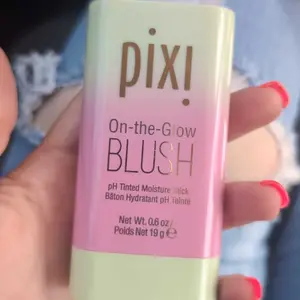 pixi
On-the-Glow
BLUSH
pH Tinted Moisture Stick
Bâton Hydratant pH Teinté
Net Wt. 0.6 oz
Poids Net 19 g ℮